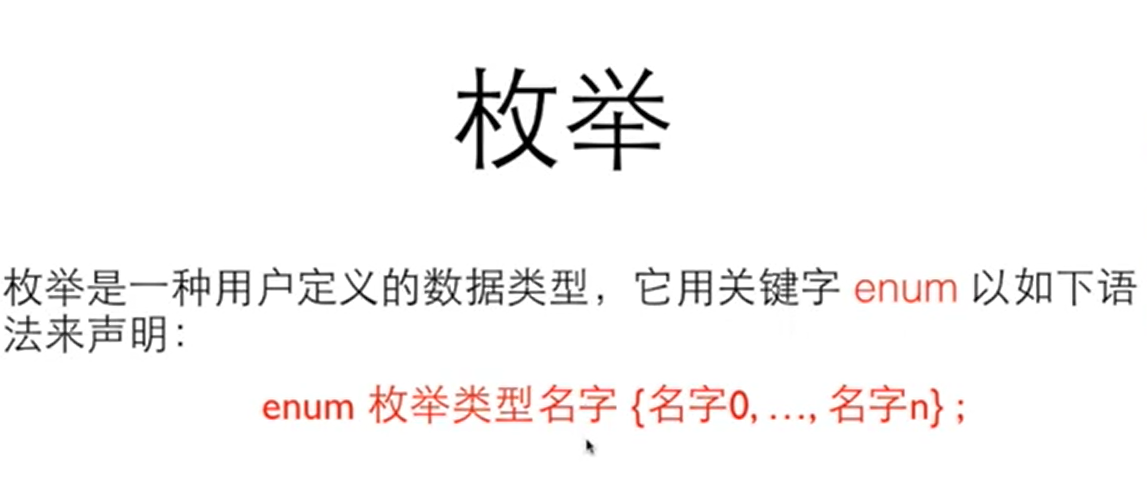 枚举
枚举是一种用户定义的数据类型，它用关键字 enum 以如下语
法来声明：
enum 枚举类型名字 {名字0, …, 名字n} ;